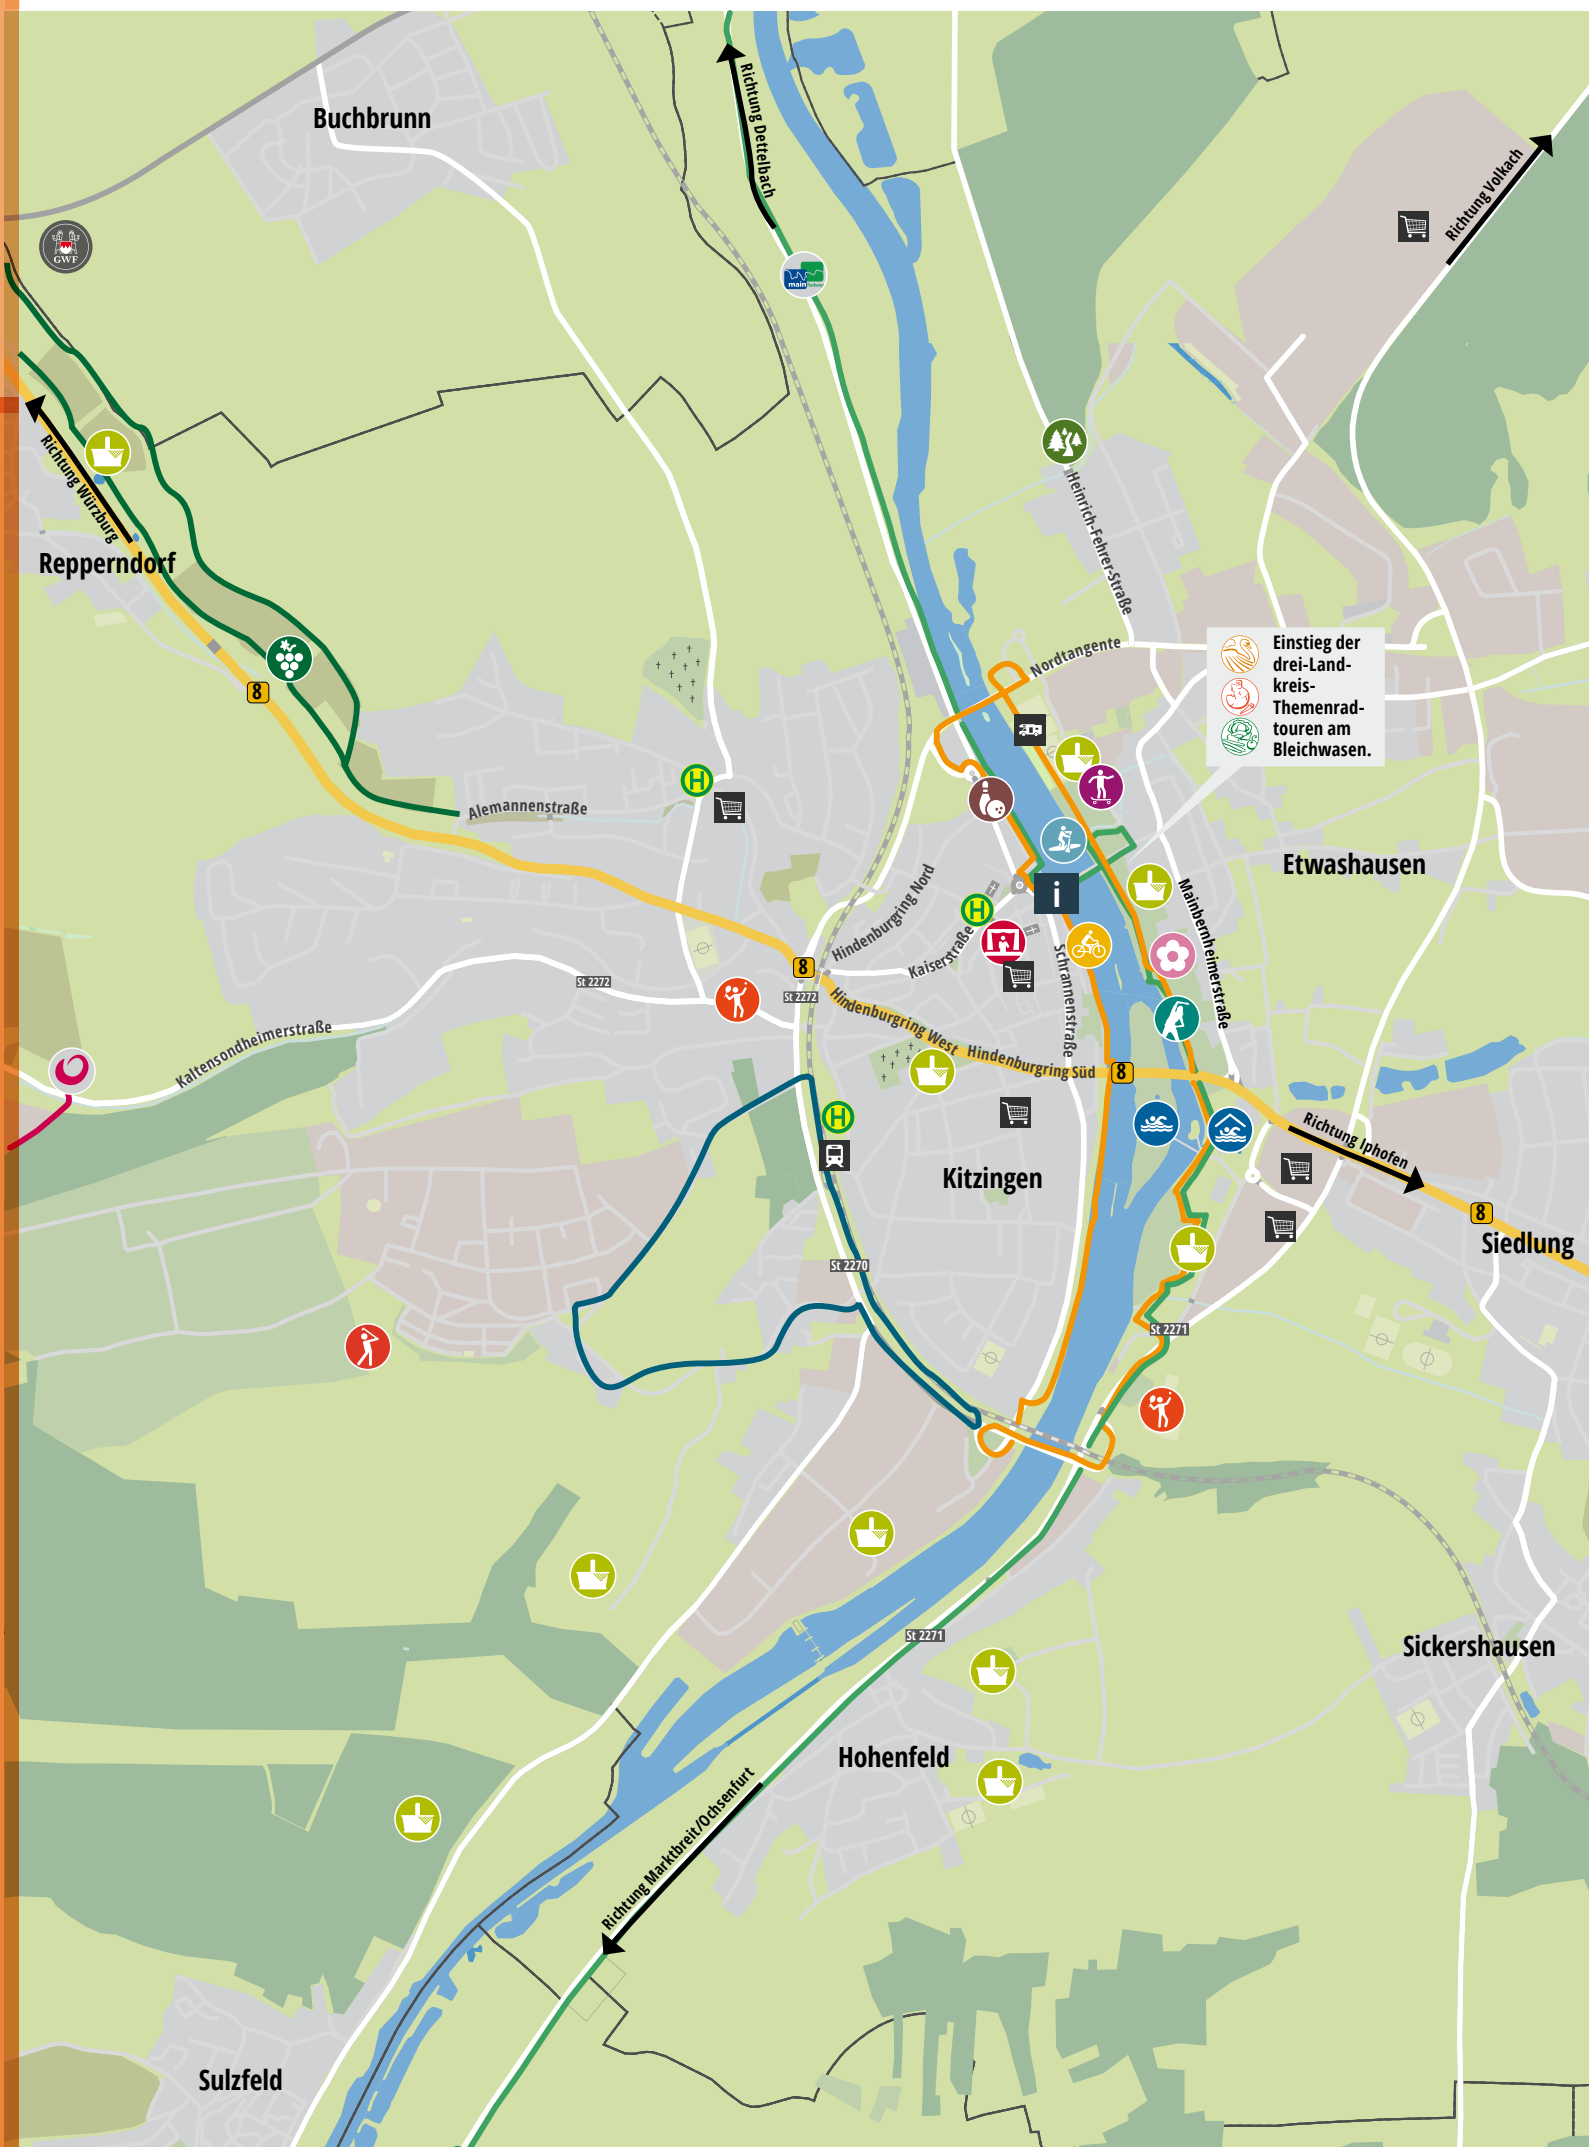 Buchbrunn
Richtung Dettelbach
Richtung Volkach
GWF
main
Richtung Würzburg
Repperndorf
Heinrich-Fehrer-Straße
Nordtangente
Einstieg der
drei-Land-
kreis-
Themenrad-
touren am
Bleichwasen.
8
Alemannenstraße
H
Etwashausen
Mainbernheimerstraße
Hindenburgring Nord
i
H
Kaiserstraße
Schrannenstraße
8
St 2272
St 2272
Hindenburgring West
Hindenburgring Süd
8
Kaltensondheimerstraße
H
Richtung Iphofen
Kitzingen
8
Siedlung
St 2270
St 2271
St 2271
Sickershausen
Hohenfeld
Richtung Marktbreit/Ochsenfurt
Sulzfeld